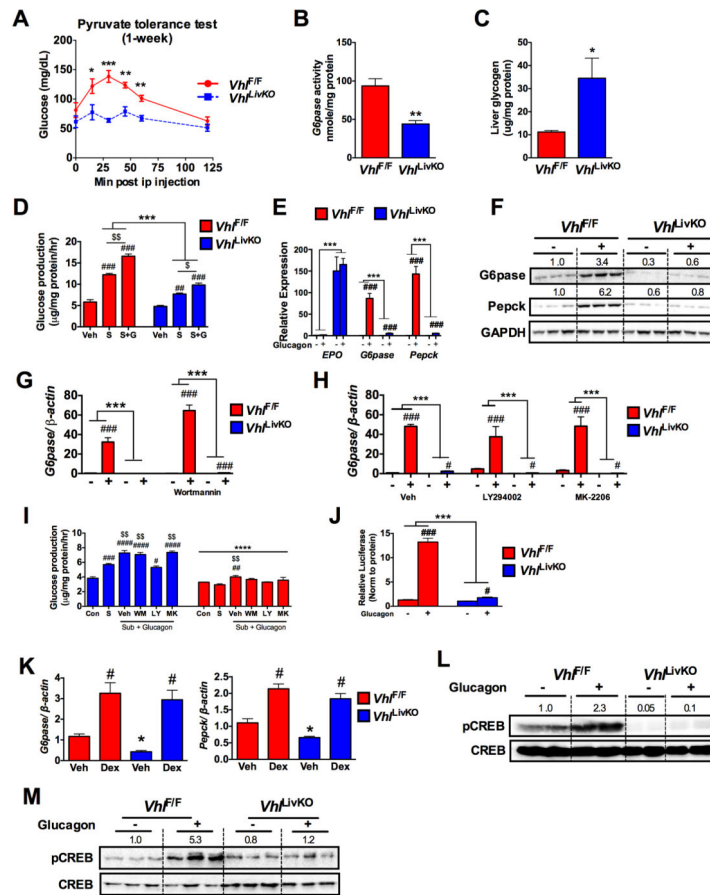 A
Pyruvate tolerance test
(1-week)
Glucose (mg/dL)
200
150
100
50
0
0 25 50 75 100 125
Min post ip injection
* *** ** **
Vhl^F/F
Vhl^LivKO
B
G6pase activity
nmole/mg protein
150
100
50
0
**
Vhl^F/F Vhl^LivKO
C
Liver glycogen
(ug/mg protein)
50
40
30
20
10
0
*
Vhl^F/F Vhl^LivKO
D
Glucose production
(µg/mg protein/hr)
20
15
10
5
0
***
$$ $
### ### ## ###
Veh S S+G Veh S S+G
Vhl^F/F
Vhl^LivKO
E
Vhl^F/F Vhl^LivKO
Relative Expression
200
150
100
50
0
*** *** ***
### ### ### ###
Glucagon - + - + - + - + - + - +
EPO G6pase Pepck
F
Vhl^F/F Vhl^LivKO
- + - +
1.0 3.4 0.3 0.6
G6pase
1.0 6.2 0.6 0.8
Pepck
GAPDH
G
G6pase/ β-actin
80
60
40
20
0
*** ***
### ### ###
- + - + - + - +
Wortmannin
Vhl^F/F
Vhl^LivKO
H
G6pase/ β-actin
80
60
40
20
0
*** *** ***
### # ### # ### #
- + - + - + - + - + - +
Veh LY294002 MK-2206
Vhl^F/F
Vhl^LivKO
I
Glucose production
(µg/mg protein/hr)
10
8
6
4
2
0
$$ $$ $$ $$
### #### #### # #### ##
****
Con S Veh WM LY MK Con S Veh WM LY MK
Sub + Glucagon Sub + Glucagon
J
Relative Luciferase
(Norm to protein)
20
15
10
5
0
***
### #
Glucagon - + - +
Vhl^F/F
Vhl^LivKO
K
G6pase/ β-actin
4
3
2
1
0
# * #
Veh Dex Veh Dex
Pepck/ β-actin
2.5
2.0
1.5
1.0
0.5
0.0
# * #
Veh Dex Veh Dex
Vhl^F/F
Vhl^LivKO
L
Vhl^F/F Vhl^LivKO
Glucagon - + - +
1.0 2.3 0.05 0.1
pCREB
CREB
M
Vhl^F/F Vhl^LivKO
Glucagon - + - +
1.0 5.3 0.8 1.2
pCREB
CREB